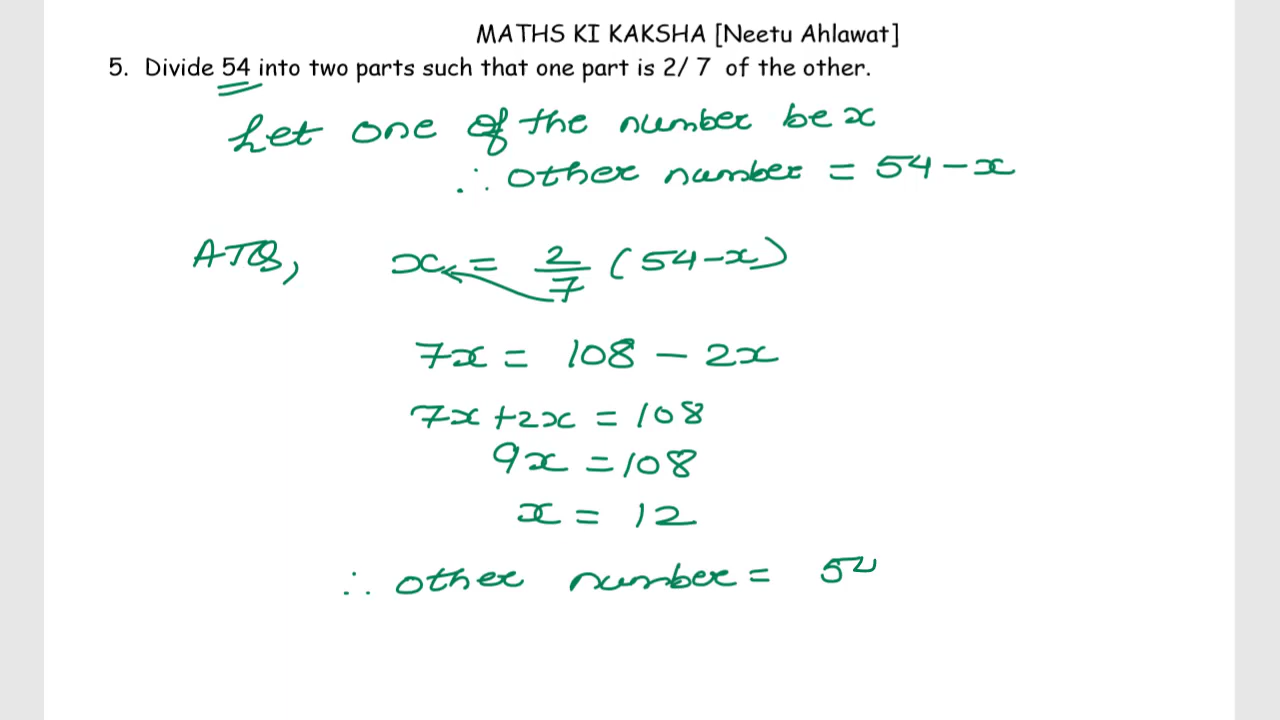 MATHS KI KAKSHA [Neetu Ahlawat]
5. Divide 54 into two parts such that one part is 2/ 7 of the other.
Let one of the number be x
∴ other number = 54 - x
ATQ, x = 2/7 (54 - x)
7x = 108 - 2x
7x + 2x = 108
9x = 108
x = 12
∴ other number = 54